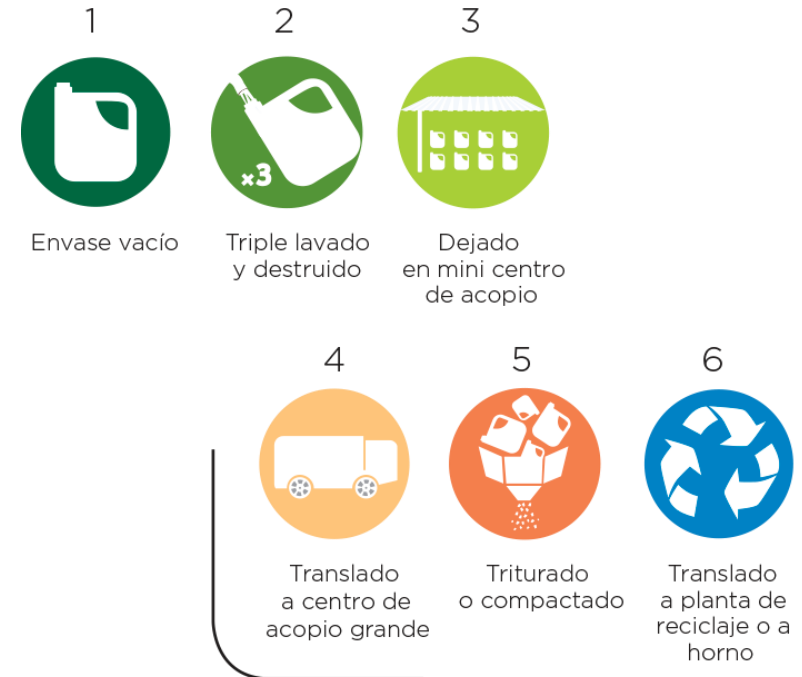 1 2 3
×3
Envase vacío
Triple lavado
y destruido
Dejado
en mini centro
de acopio
4 5 6
Translado
a centro de
acopio grande
Triturado
o compactado
Translado
a planta de
reciclaje o a
horno